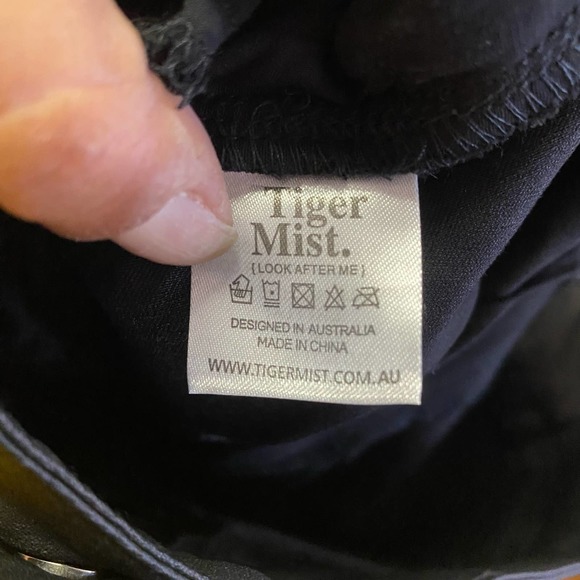 Tiger
Mist.
[LOOK AFTER ME]
DESIGNED IN AUSTRALIA
MADE IN CHINA
WWW.TIGERMIST.COM.AU